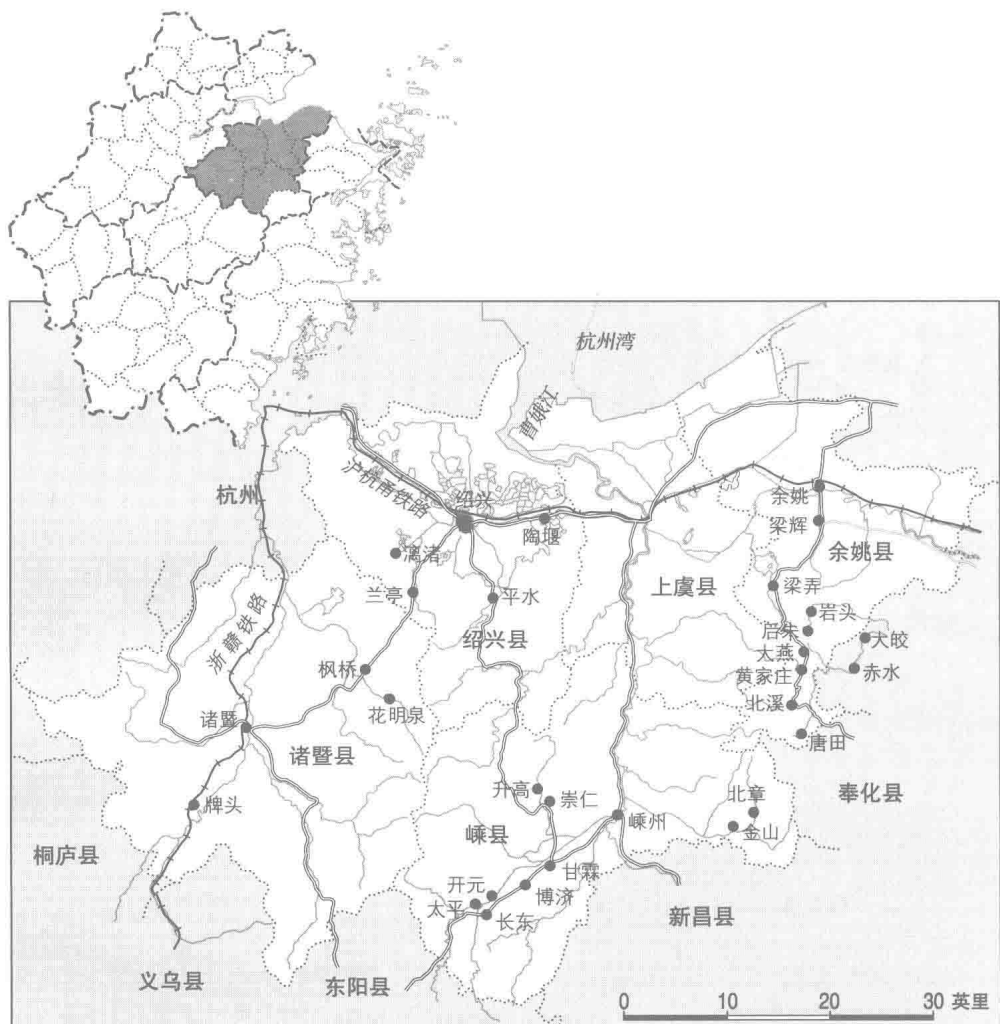 杭州湾
曹娥江
沪杭甬铁路
杭州
绍兴
陶堰
余姚
梁辉
余姚县
漓渚
兰亭
平水
上虞县
梁弄
岩头
后朱
大皎
绍兴县
大燕
浙赣铁路
枫桥
黄家庄
赤水
花明泉
北溪
诸暨
唐田
诸暨县
升高
崇仁
北章
奉化县
牌头
嵊县
嵊州
金山
桐庐县
甘霖
开元
博济
太平
长东
新昌县
义乌县
东阳县
0 10 20 30 英里